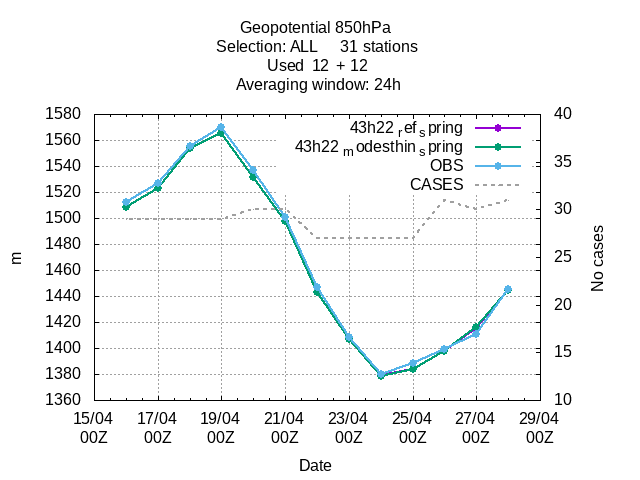 Geopotential 850hPa
Selection: ALL 31 stations
Used 12 + 12
Averaging window: 24h
43h22 ref spring
43h22 modesthin spring
OBS
CASES
1580
1560
1540
1520
1500
1480
1460
1440
1420
1400
1380
1360
m
40
35
30
25
20
15
10
No cases
15/04 17/04 19/04 21/04 23/04 25/04 27/04 29/04
00Z 00Z 00Z 00Z 00Z 00Z 00Z 00Z
Date